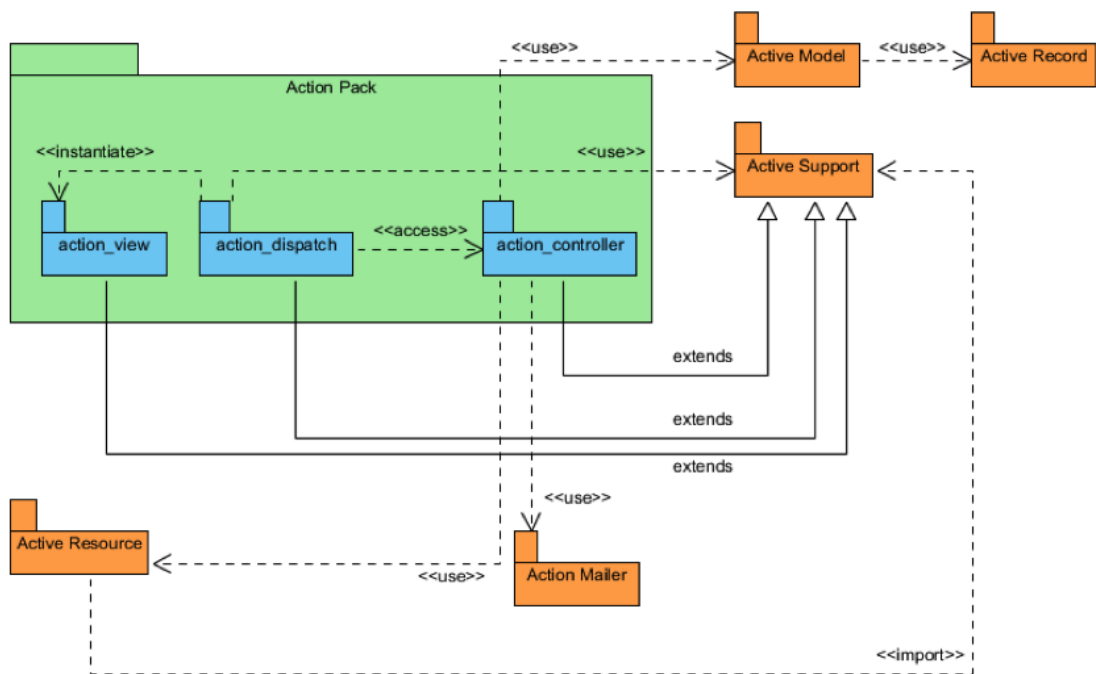 <<use>>
Active Model
<<use>>
Active Record
Action Pack
<<instantiate>>
<<use>>
Active Support
action_view
action_dispatch
<<access>>
action_controller
extends
extends
extends
<<use>>
Active Resource
<<use>>
Action Mailer
<<import>>